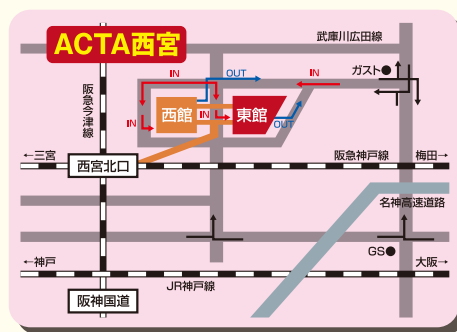 ACTA西宮
武庫川広田線
ガスト
阪急今津線
IN
OUT
IN
西館
IN
東館
IN
OUT
←三宮
西宮北口
阪急神戸線
梅田→
名神高速道路
GS
←神戸
大阪→
JR神戸線
阪神国道